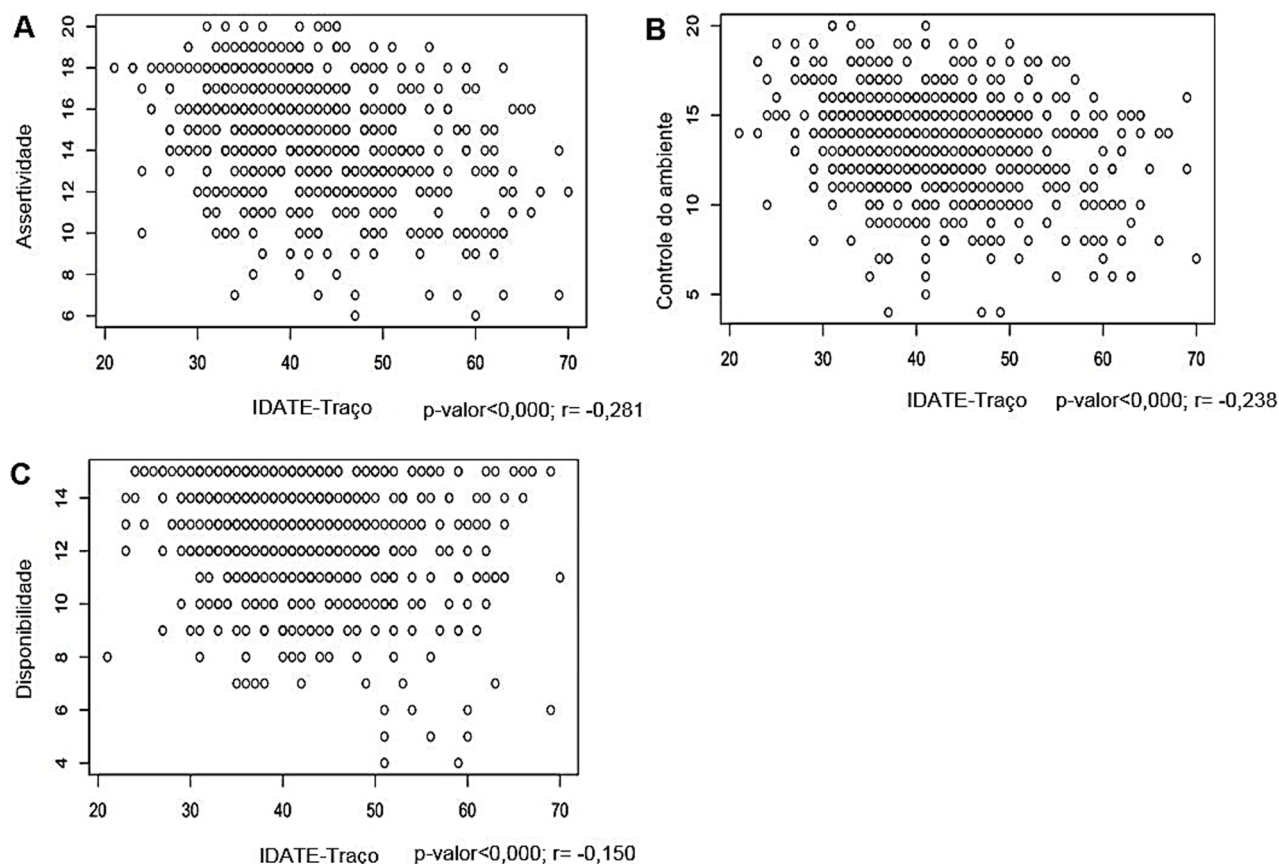 A
20
18
16
14
12
10
8
6
Assertividade
20 30 40 50 60 70
IDATE-Traço p-valor<0,000; r= -0,281
B
20
15
10
5
Controle do ambiente
20 30 40 50 60 70
IDATE-Traço p-valor<0,000; r= -0,238
C
14
12
10
8
6
4
Disponibilidade
20 30 40 50 60 70
IDATE-Traço p-valor<0,000; r= -0,150